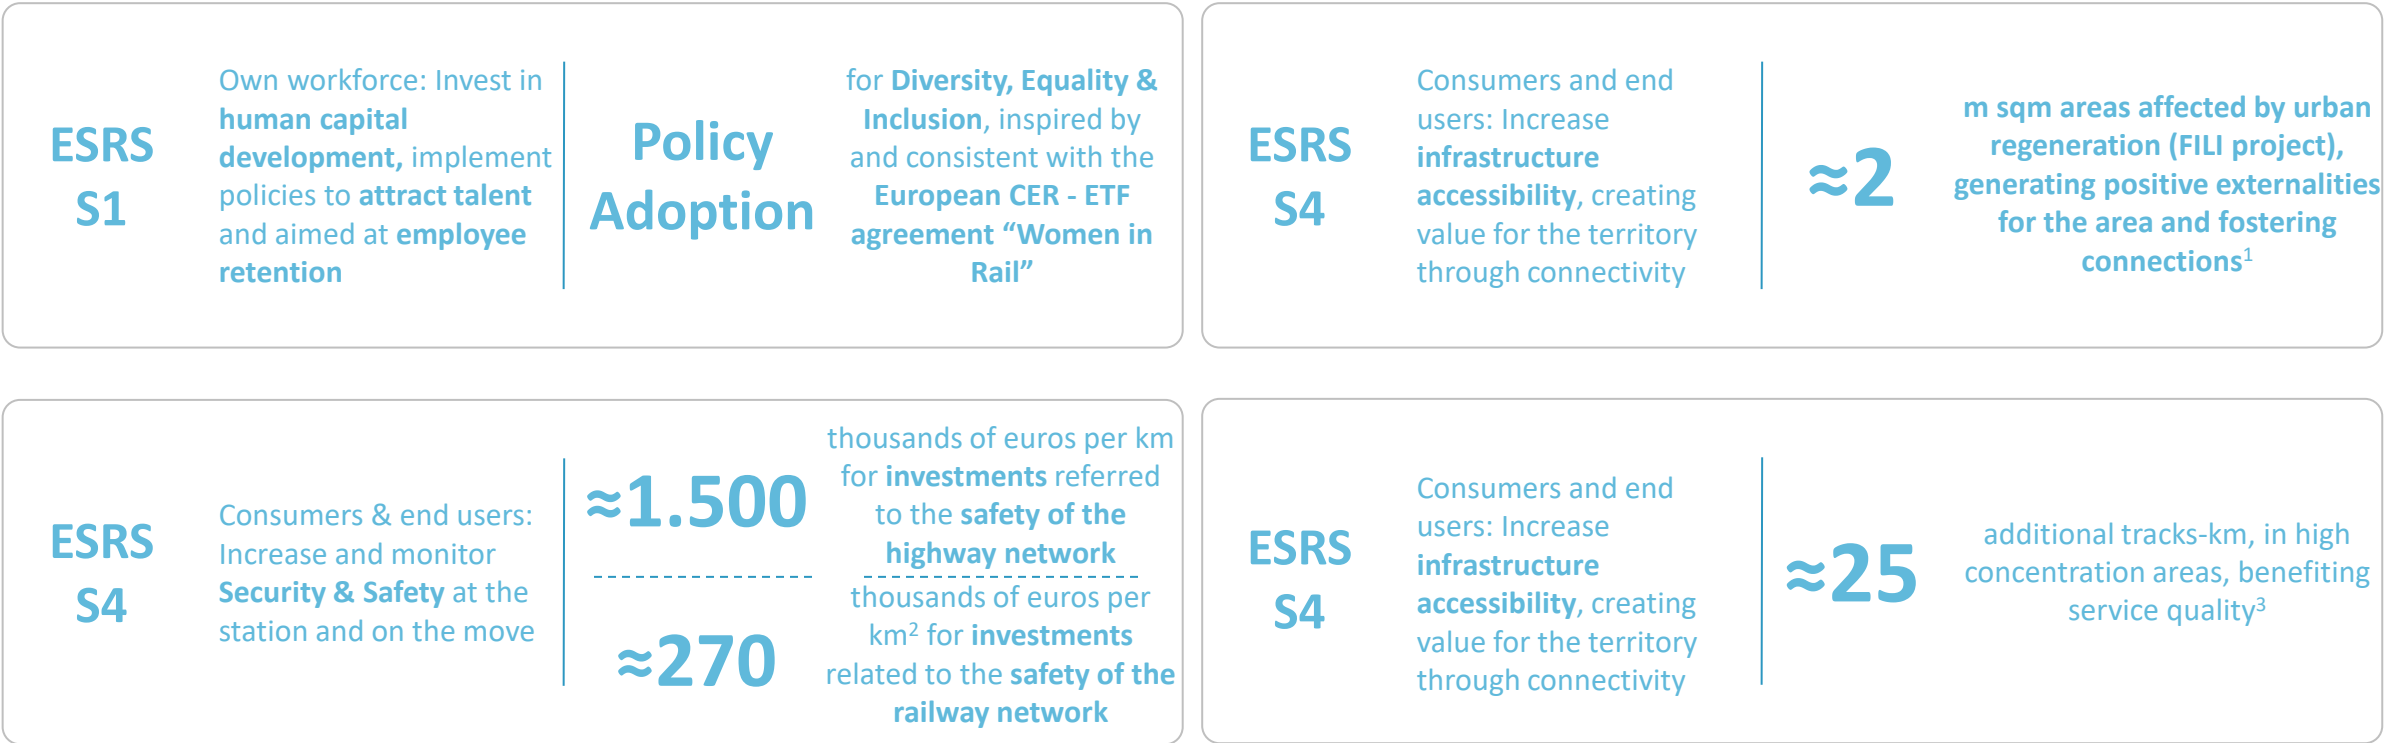 ESRS
S1
Own workforce: Invest in
human capital
development, implement
policies to attract talent
and aimed at employee
retention
Policy
Adoption
for Diversity, Equality &
Inclusion, inspired by
and consistent with the
European CER - ETF
agreement “Women in
Rail”
ESRS
S4
Consumers and end
users: Increase
infrastructure
accessibility, creating
value for the territory
through connectivity
≈2
m sqm areas affected by urban
regeneration (FILI project),
generating positive externalities
for the area and fostering
connections¹
ESRS
S4
Consumers & end users:
Increase and monitor
Security & Safety at the
station and on the move
≈1.500
thousands of euros per km
for investments referred
to the safety of the
highway network
≈270
thousands of euros per
km² for investments
related to the safety of the
railway network
ESRS
S4
Consumers and end
users: Increase
infrastructure
accessibility, creating
value for the territory
through connectivity
≈25
additional tracks-km, in high
concentration areas, benefiting
service quality³